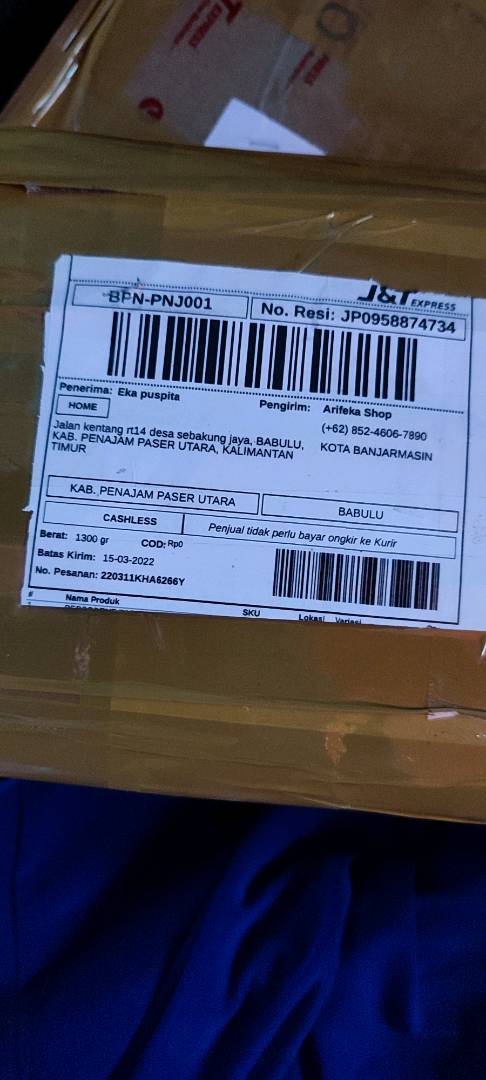 J&T EXPRESS
BPN-PNJ001
No. Resi: JP0958874734
Penerima: Eka puspita
HOME
Jalan kentang rt14 desa sebakung jaya, BABULU,
KAB. PENAJAM PASER UTARA, KALIMANTAN
TIMUR
Pengirim: Arifeka Shop
(+62) 852-4606-7890
KOTA BANJARMASIN
KAB. PENAJAM PASER UTARA
BABULU
CASHLESS
Penjual tidak perlu bayar ongkir ke Kurir
Berat: 1300 gr
COD: Rp0
Batas Kirim: 15-03-2022
No. Pesanan: 220311KHA6266Y
# Nama Produk SKU Lokasi Variasi